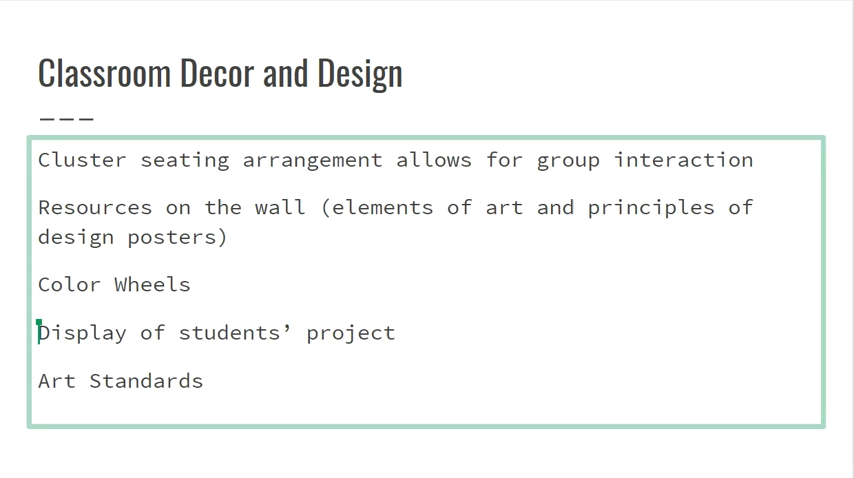 Classroom Decor and Design
Cluster seating arrangement allows for group interaction
Resources on the wall (elements of art and principles of
design posters)
Color Wheels
Display of students’ project
Art Standards